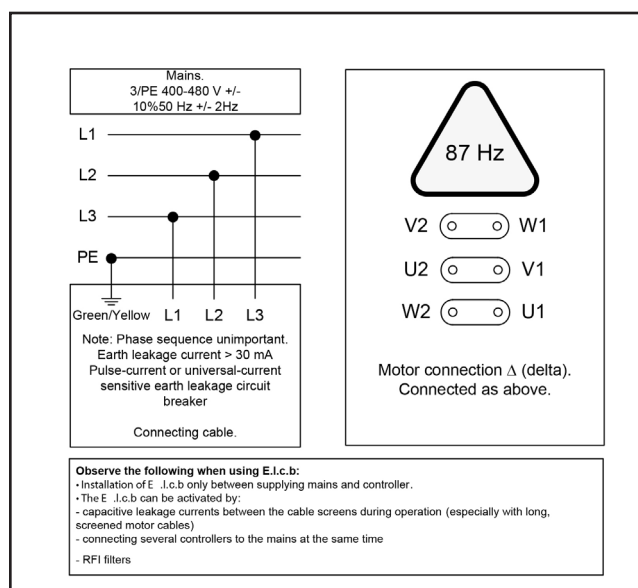 Mains.
3/PE 400-480 V +/-
10%50 Hz +/- 2Hz
L1
L2
L3
PE
Green/Yellow L1 L2 L3
Note: Phase sequence unimportant.
Earth leakage current > 30 mA
Pulse-current or universal-current
sensitive earth leakage circuit
breaker
Connecting cable.
87 Hz
V2 W1
U2 V1
W2 U1
Motor connection Δ (delta).
Connected as above.
Observe the following when using E.l.c.b:
• Installation of E .l.c.b only between supplying mains and controller.
• The E .l.c.b can be activated by:
- capacitive leakage currents between the cable screens during operation (especially with long,
screened motor cables)
- connecting several controllers to the mains at the same time
- RFI filters